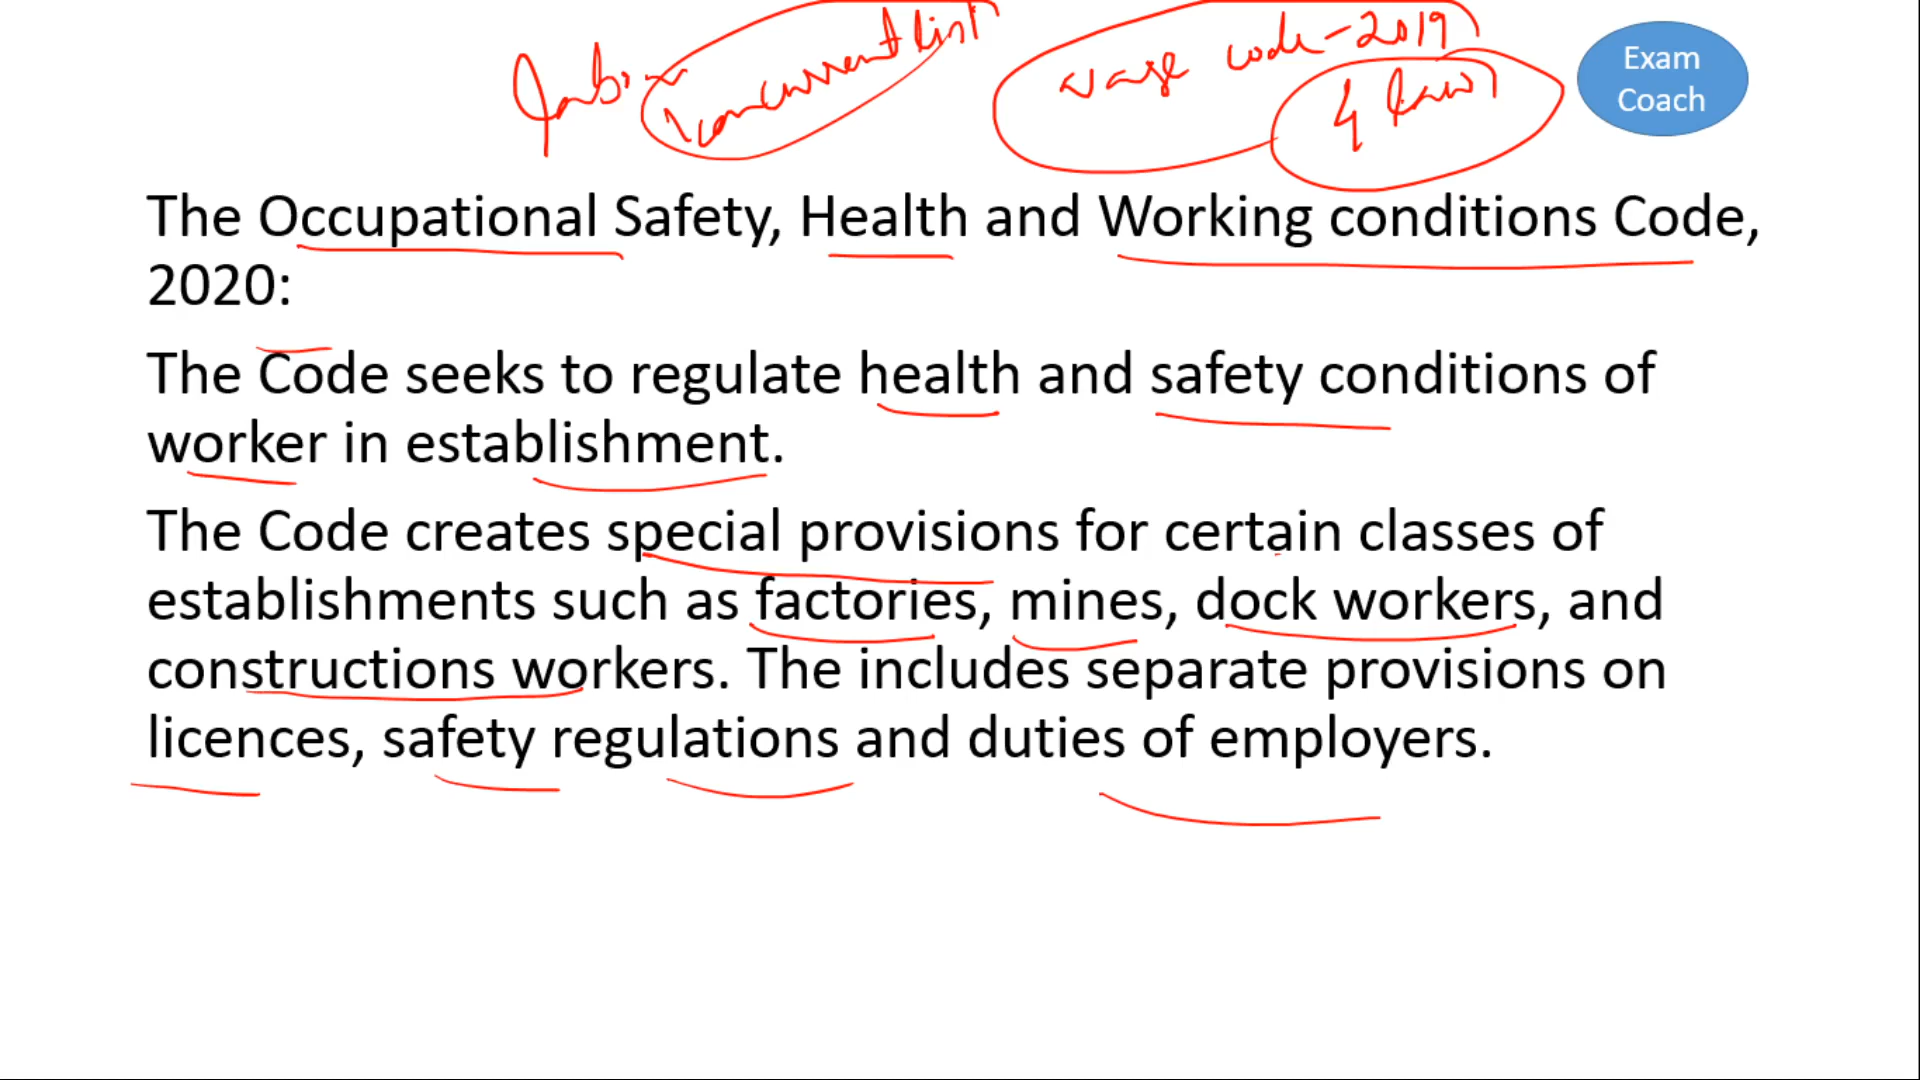 concurrent list
wage code-2019
4 laws
Exam
Coach
The Occupational Safety, Health and Working conditions Code,
2020:
The Code seeks to regulate health and safety conditions of
worker in establishment.
The Code creates special provisions for certain classes of
establishments such as factories, mines, dock workers, and
constructions workers. The includes separate provisions on
licences, safety regulations and duties of employers.